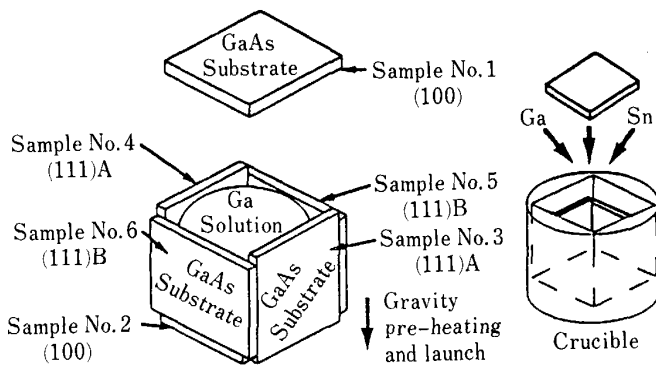 GaAs
Substrate
Sample No.1
(100)
Sample No.4
(111)A
Ga
Solution
Sample No.5
(111)B
Sample No.6
(111)B
Sample No.3
(111)A
GaAs
Substrate
GaAs
Substrate
Sample No.2
(100)
Gravity
pre-heating
and launch
Ga
Sn
Crucible